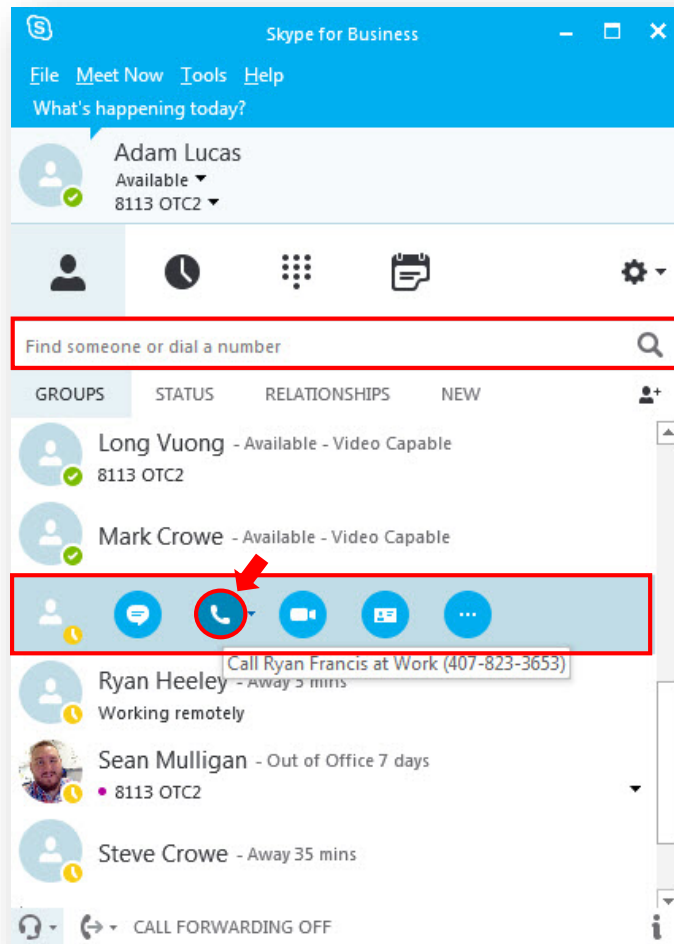 Skype for Business
File Meet Now Tools Help
What's happening today?
Adam Lucas
Available
8113 OTC2
Find someone or dial a number
GROUPS STATUS RELATIONSHIPS NEW
Long Vuong - Available - Video Capable
8113 OTC2
Mark Crowe - Available - Video Capable
Call Ryan Francis at Work (407-823-3653)
Ryan Heeley - Away 5 mins
Working remotely
Sean Mulligan - Out of Office 7 days
8113 OTC2
Steve Crowe - Away 35 mins
CALL FORWARDING OFF